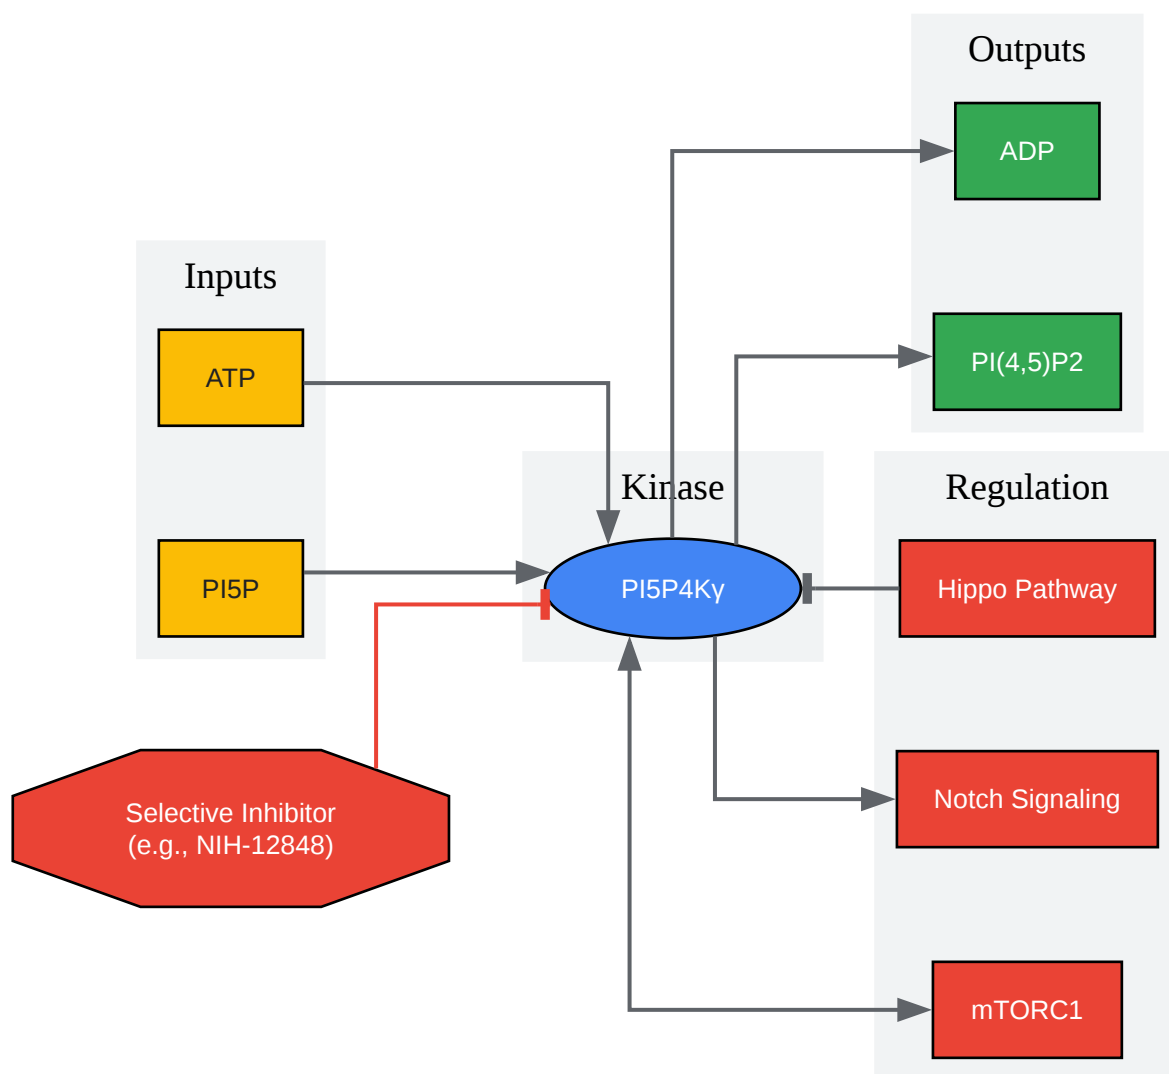 Outputs
ADP
PI(4,5)P2
Inputs
ATP
PI5P
Kinase
PI5P4Kγ
Regulation
Hippo Pathway
Notch Signaling
mTORC1
Selective Inhibitor
(e.g., NIH-12848)